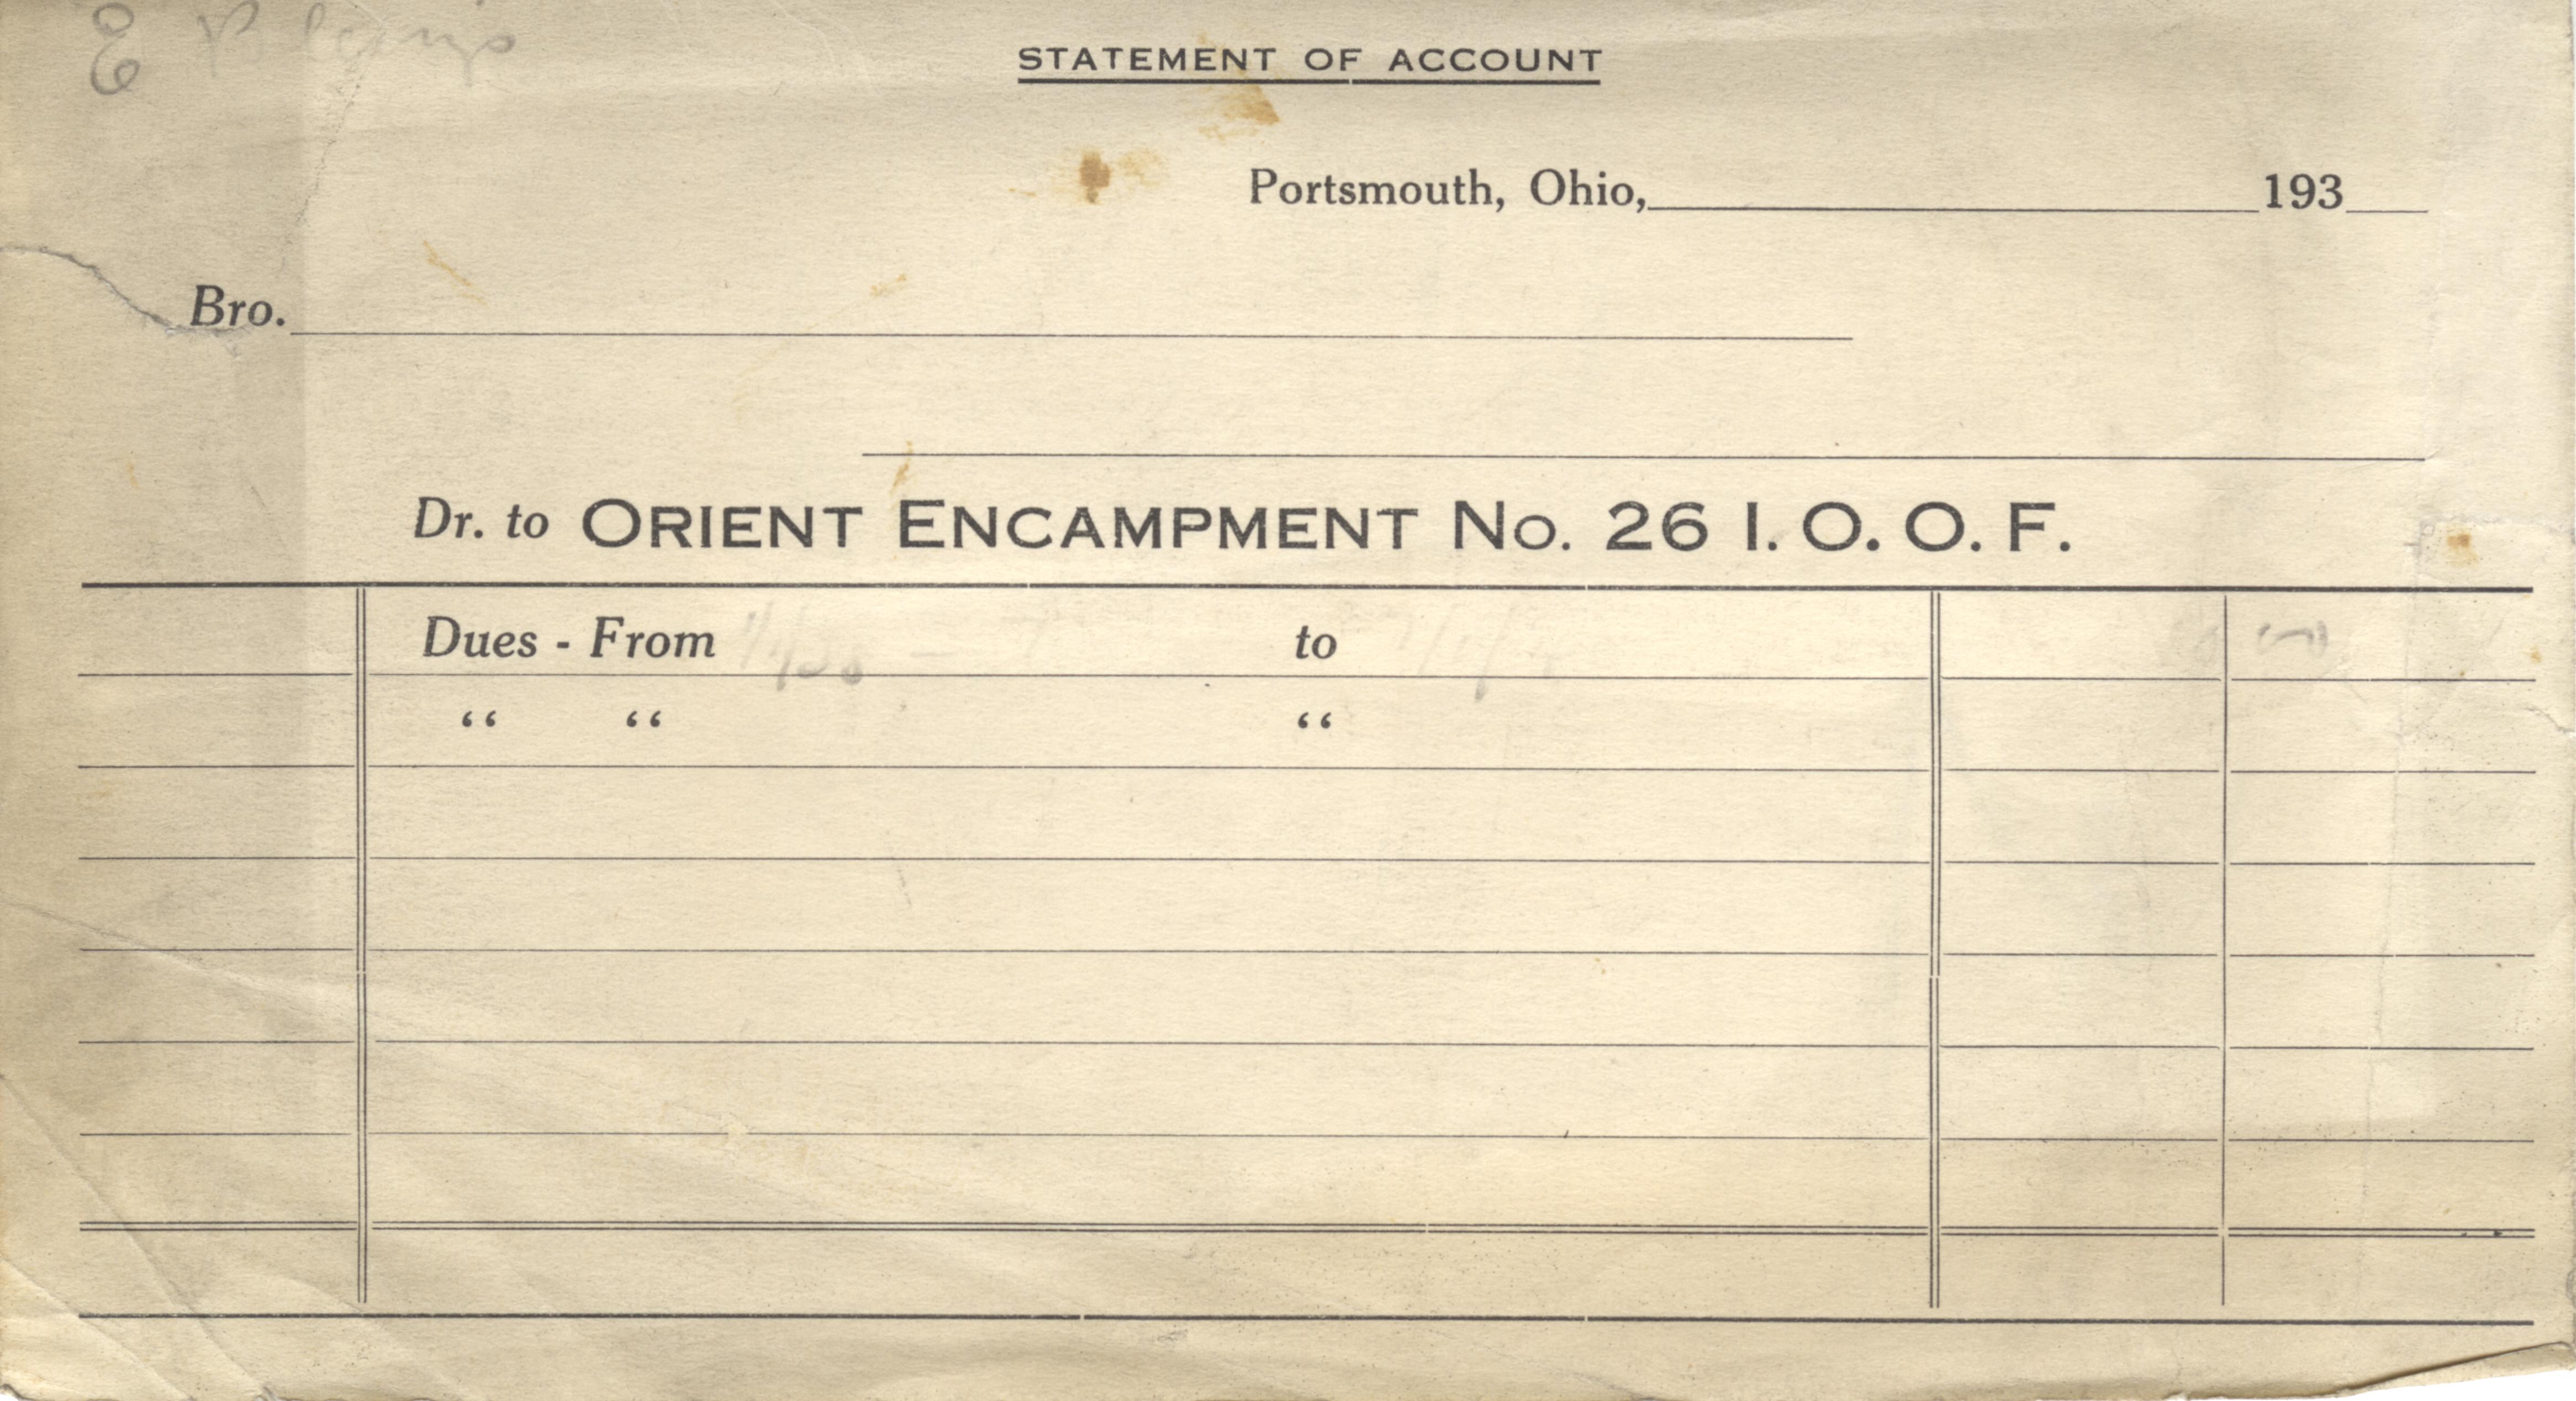 STATEMENT OF ACCOUNT
Portsmouth, Ohio, 193
Bro.
Dr. to ORIENT ENCAMPMENT No. 26 I. O. O. F.
Dues - From to
“ “ “